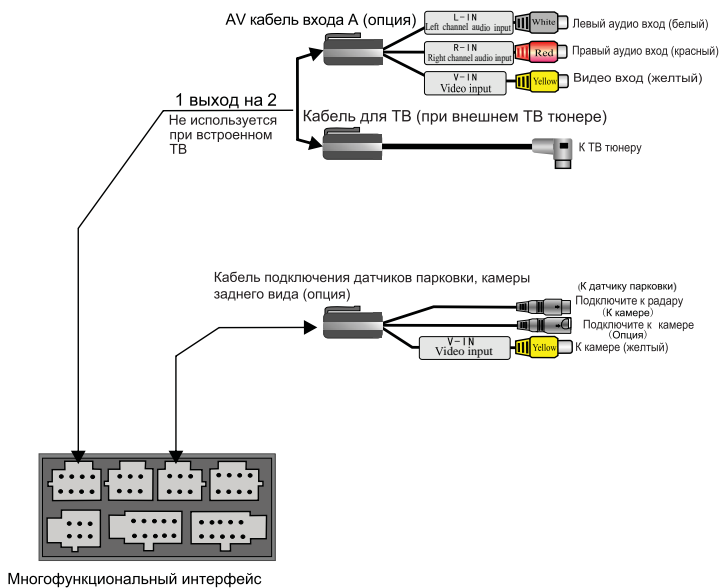 AV кабель входа А (опция)
L-IN
Left channel audio input
White
Левый аудио вход (белый)
R-IN
Right channel audio input
Red
Правый аудио вход (красный)
V-IN
Video input
Yellow
Видео вход (желтый)
1 выход на 2
Не используется
при встроенном
ТВ
Кабель для ТВ (при внешнем ТВ тюнере)
К ТВ тюнеру
Кабель подключения датчиков парковки, камеры
заднего вида (опция)
(К датчику парковки)
Подключите к радару
(К камере)
Подключите к камере
(Опция)
V-IN
Video input
Yellow
К камере (желтый)
Многофункциональный интерфейс